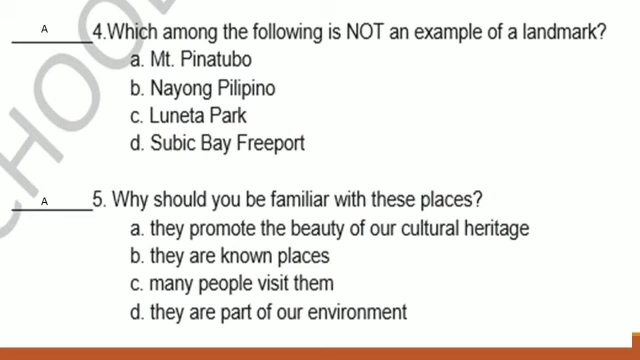 A 4.Which among the following is NOT an example of a landmark?
a. Mt. Pinatubo
b. Nayong Pilipino
c. Luneta Park
d. Subic Bay Freeport
A 5. Why should you be familiar with these places?
a. they promote the beauty of our cultural heritage
b. they are known places
c. many people visit them
d. they are part of our environment